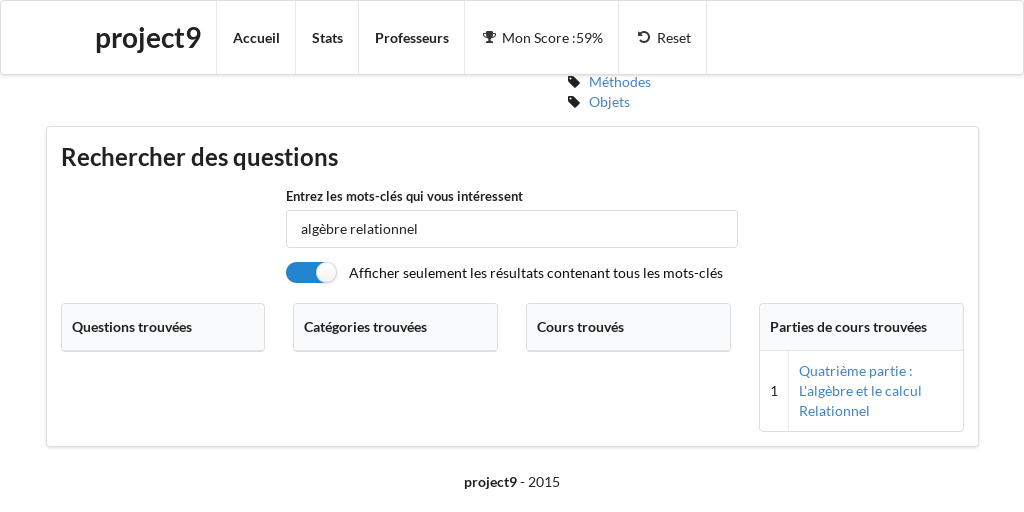 project9
Accueil
Stats
Professeurs
Mon Score :59%
Reset
Méthodes
Objets
Rechercher des questions
Entrez les mots-clés qui vous intéressent
algèbre relationnel
Afficher seulement les résultats contenant tous les mots-clés
Questions trouvées
Catégories trouvées
Cours trouvés
Parties de cours trouvées
1
Quatrième partie :
L'algèbre et le calcul
Relationnel
project9 - 2015